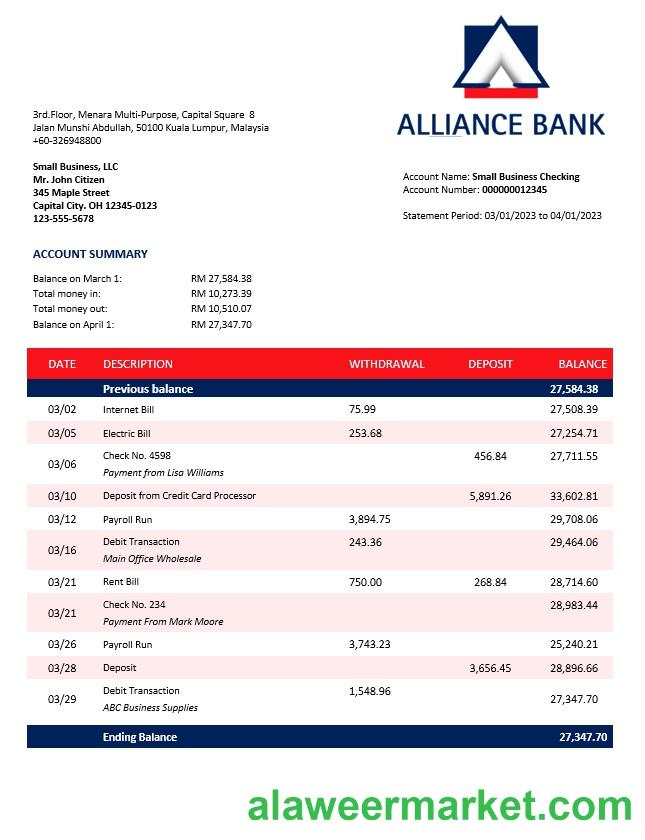 ALLIANCE BANK
3rd.Floor, Menara Multi-Purpose, Capital Square 8
Jalan Munshi Abdullah, 50100 Kuala Lumpur, Malaysia
+60-326948800
Small Business, LLC
Mr. John Citizen
345 Maple Street
Capital City. OH 12345-0123
123-555-5678
Account Name: Small Business Checking
Account Number: 000000012345
Statement Period: 03/01/2023 to 04/01/2023
ACCOUNT SUMMARY
Balance on March 1: RM 27,584.38
Total money in: RM 10,273.39
Total money out: RM 10,510.07
Balance on April 1: RM 27,347.70
DATE DESCRIPTION WITHDRAWAL DEPOSIT BALANCE
Previous balance 27,584.38
03/02 Internet Bill 75.99 27,508.39
03/05 Electric Bill 253.68 27,254.71
03/06 Check No. 4598 456.84 27,711.55
Payment from Lisa Williams
03/10 Deposit from Credit Card Processor 5,891.26 33,602.81
03/12 Payroll Run 3,894.75 29,708.06
03/16 Debit Transaction 243.36 29,464.06
Main Office Wholesale
03/21 Rent Bill 750.00 268.84 28,714.60
03/21 Check No. 234 28,983.44
Payment From Mark Moore
03/26 Payroll Run 3,743.23 25,240.21
03/28 Deposit 3,656.45 28,896.66
03/29 Debit Transaction 1,548.96 27,347.70
ABC Business Supplies
Ending Balance 27,347.70
alaweermarket.com